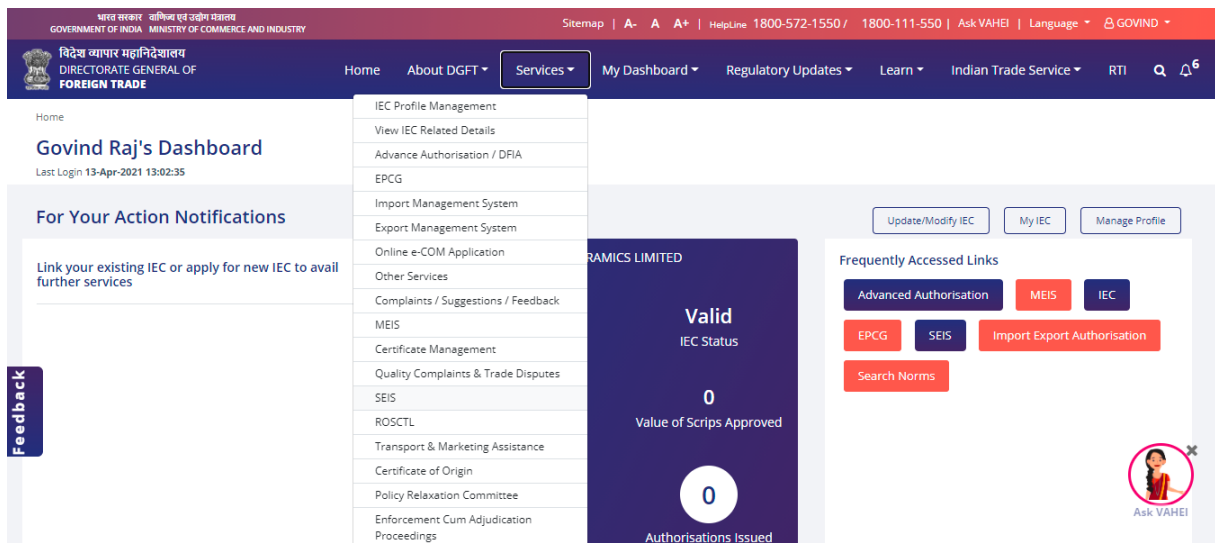 भारत सरकार वाणिज्य एवं उद्योग मंत्रालय
GOVERNMENT OF INDIA MINISTRY OF COMMERCE AND INDUSTRY
Sitemap | A- A A+ | HelpLine 1800-572-1550 / 1800-111-550 | Ask VAHEI | Language GOVIND
विदेश व्यापार महानिदेशालय
DIRECTORATE GENERAL OF
FOREIGN TRADE
Home About DGFT Services My Dashboard Regulatory Updates Learn Indian Trade Service RTI 6
Home
Govind Raj's Dashboard
Last Login 13-Apr-2021 13:02:35
IEC Profile Management
View IEC Related Details
Advance Authorisation / DFIA
EPCG
Import Management System
Export Management System
Online e-COM Application
Other Services
Complaints / Suggestions / Feedback
MEIS
Certificate Management
Quality Complaints & Trade Disputes
SEIS
ROSCTL
Transport & Marketing Assistance
Certificate of Origin
Policy Relaxation Committee
Enforcement Cum Adjudication
Proceedings
For Your Action Notifications
Update/Modify IEC My IEC Manage Profile
Link your existing IEC or apply for new IEC to avail
further services
RAMICS LIMITED
Valid
IEC Status
0
Value of Scrips Approved
0
Authorisations Issued
Frequently Accessed Links
Advanced Authorisation MEIS IEC
EPCG SEIS Import Export Authorisation
Search Norms
Feedback
Ask VAHEI